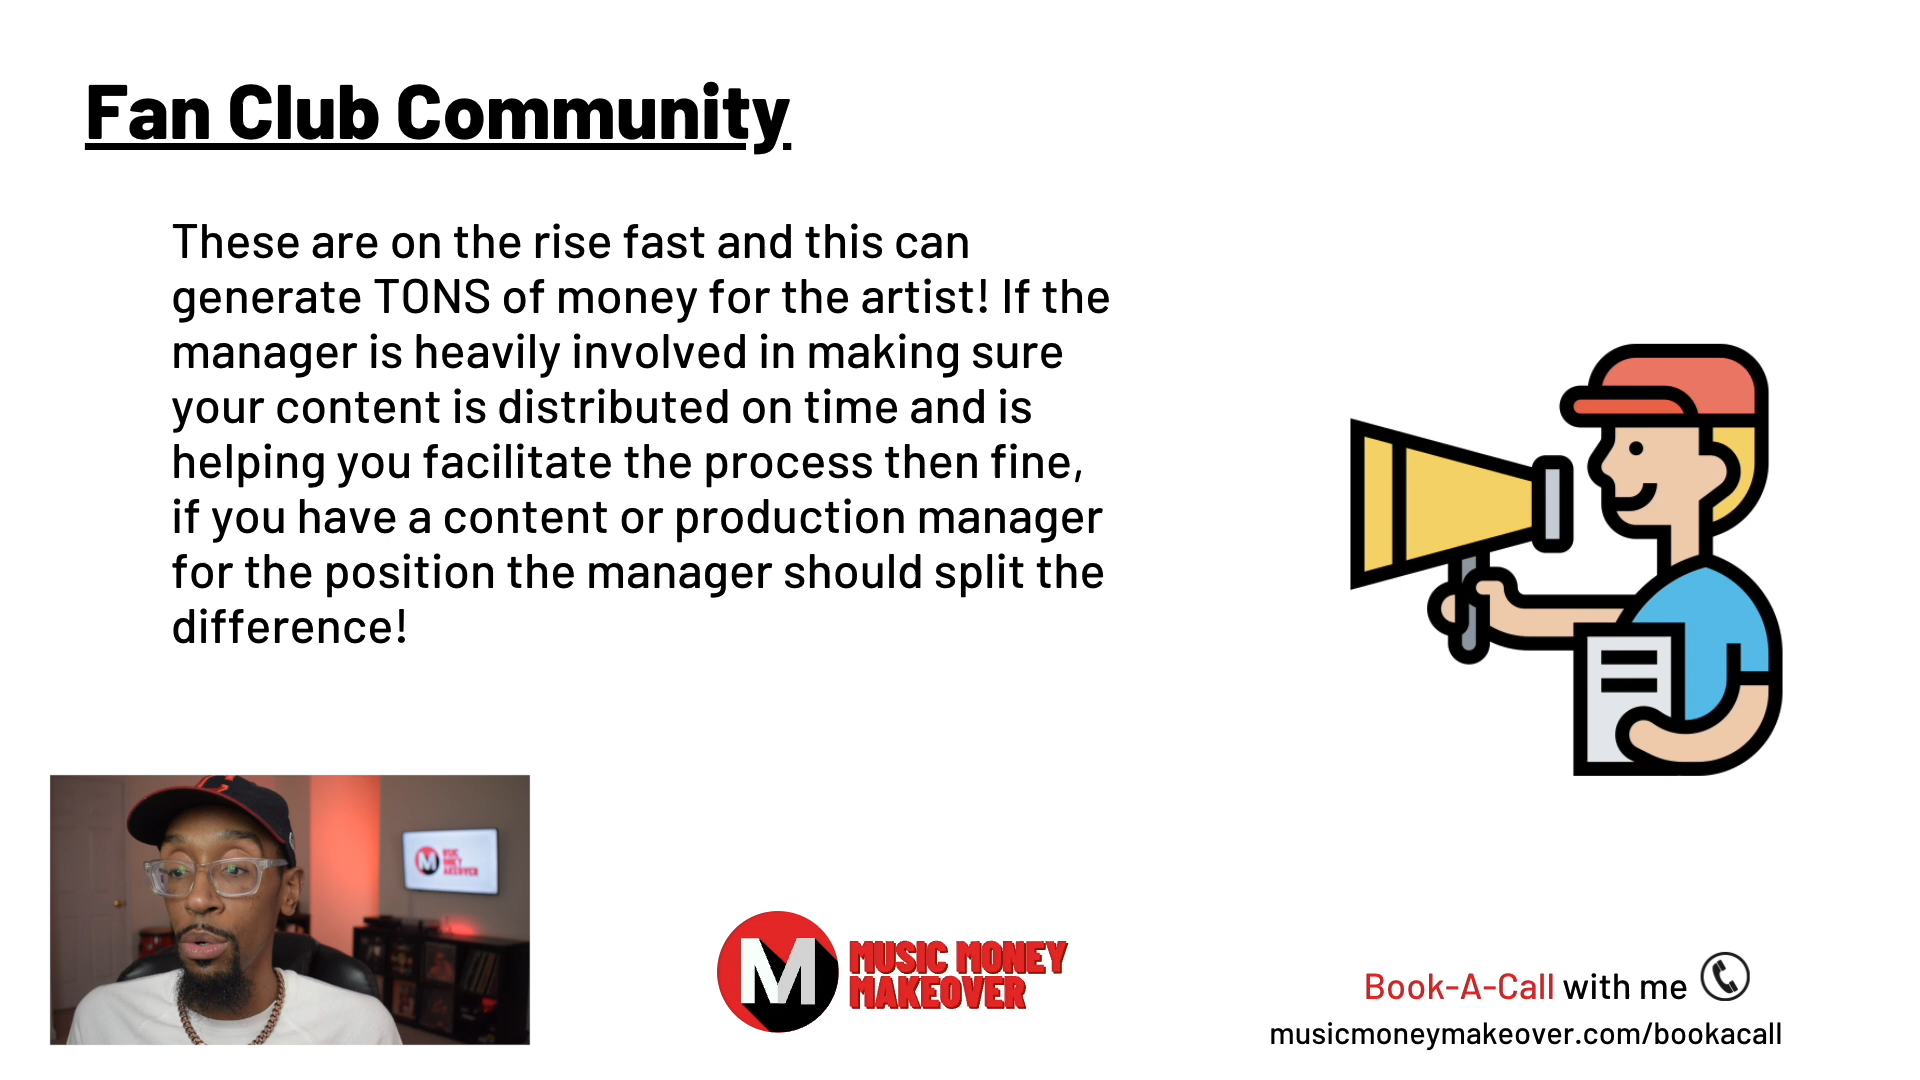 Fan Club Community
These are on the rise fast and this can
generate TONS of money for the artist! If the
manager is heavily involved in making sure
your content is distributed on time and is
helping you facilitate the process then fine,
if you have a content or production manager
for the position the manager should split the
difference!
M
MUSIC
MONEY
MAKEOVER
M
MUSIC MONEY
MAKEOVER
Book-A-Call with me
musicmoneymakeover.com/bookacall